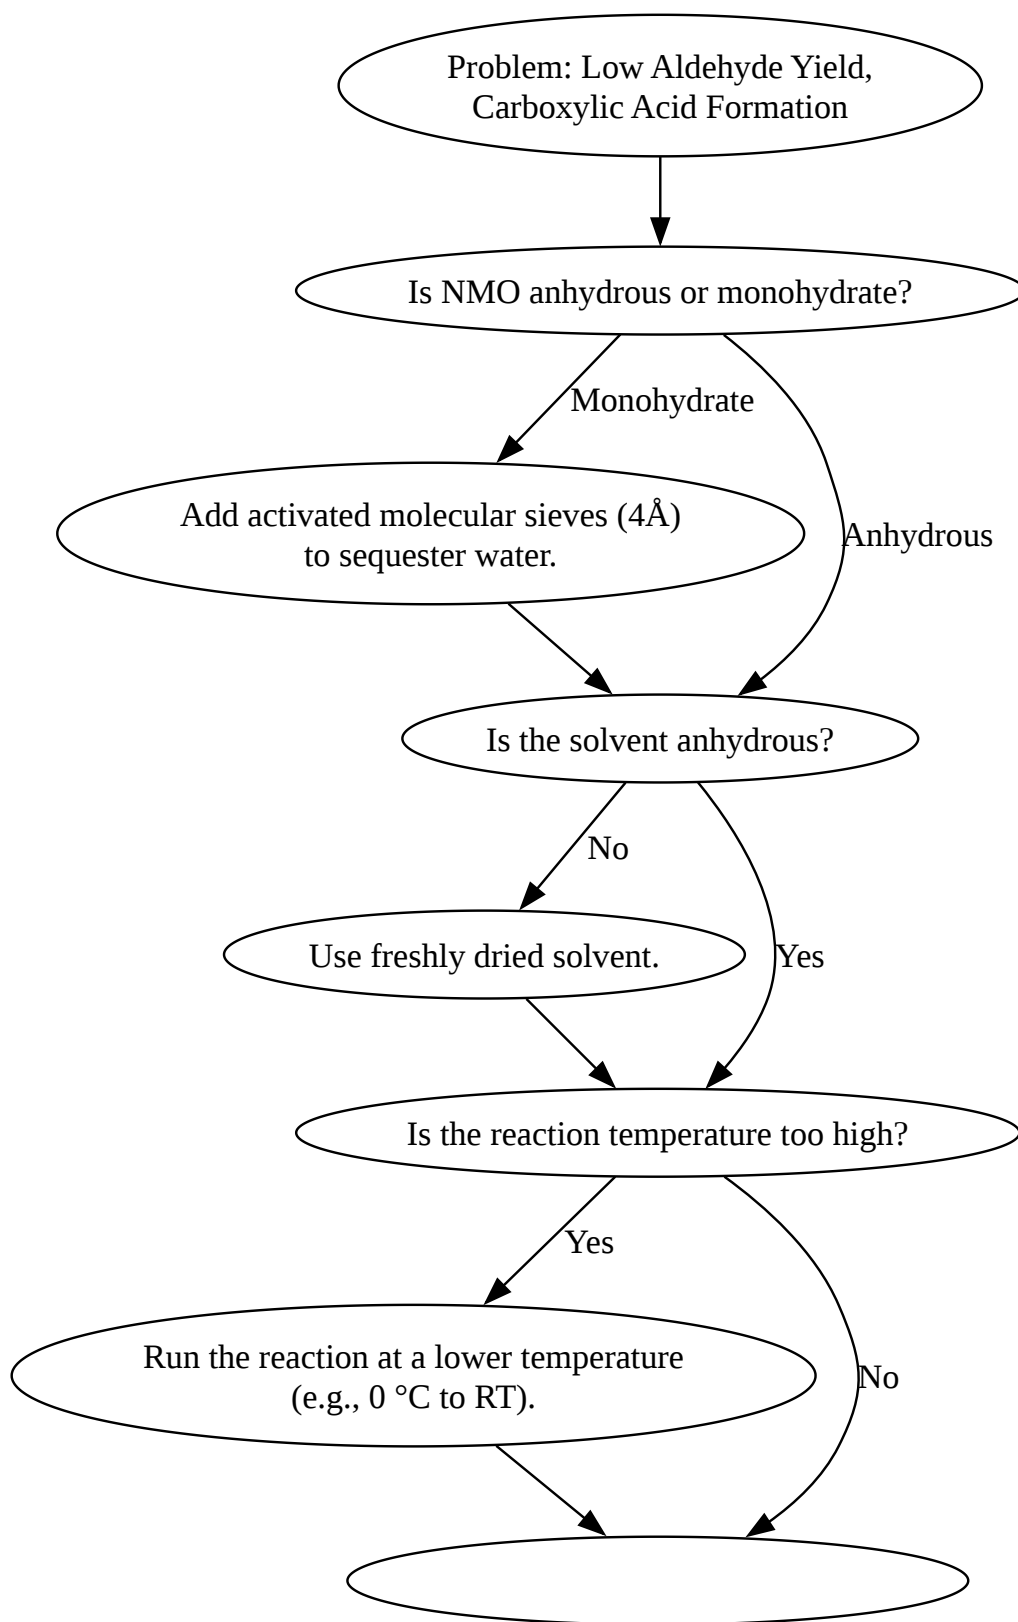 Problem: Low Aldehyde Yield,
Carboxylic Acid Formation
Is NMO anhydrous or monohydrate?
Monohydrate
Add activated molecular sieves (4Å)
to sequester water.
Anhydrous
Is the solvent anhydrous?
No
Use freshly dried solvent.
Yes
Is the reaction temperature too high?
Yes
Run the reaction at a lower temperature
(e.g., 0 °C to RT).
No